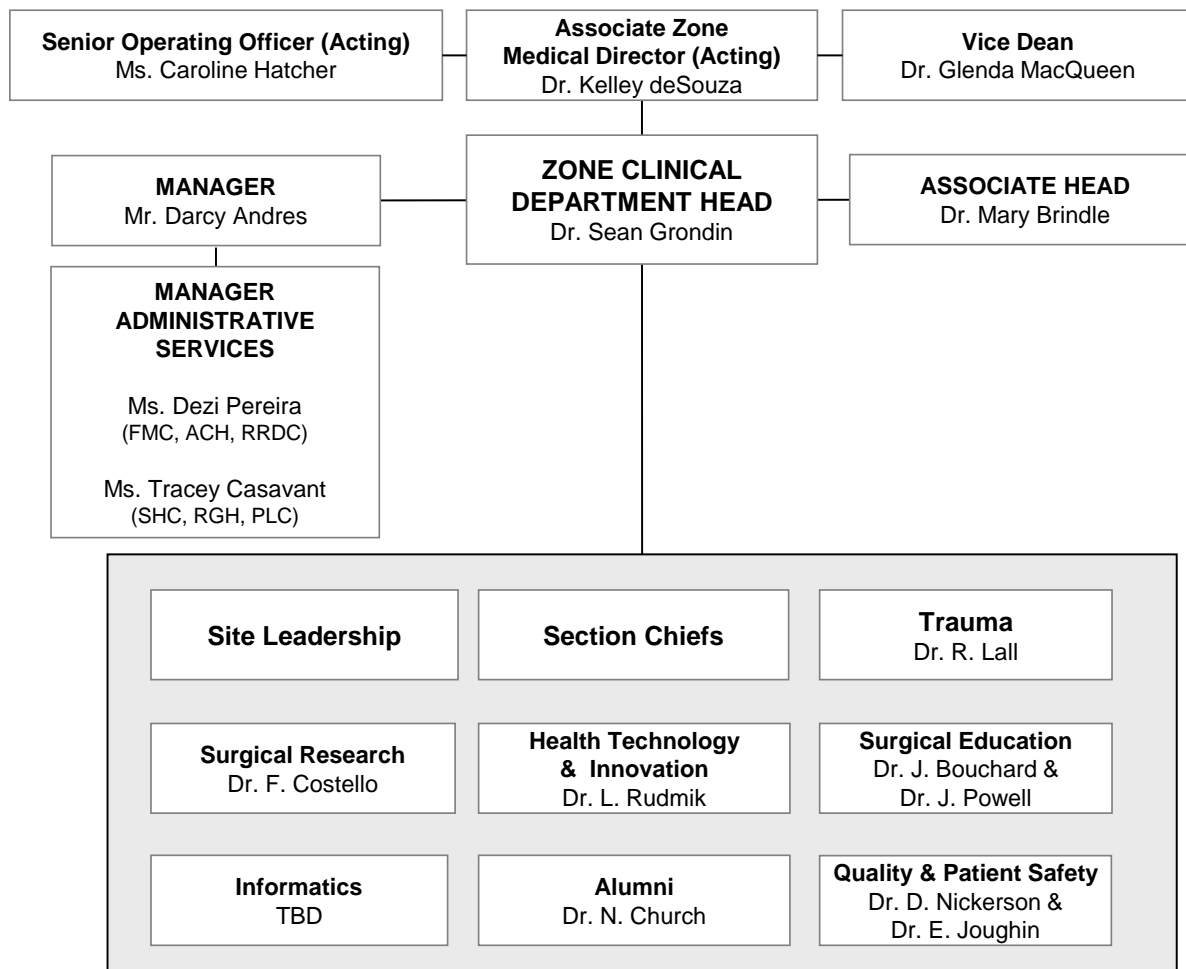 Senior Operating Officer (Acting)
Ms. Caroline Hatcher
Associate Zone
Medical Director (Acting)
Dr. Kelley deSouza
Vice Dean
Dr. Glenda MacQueen
MANAGER
Mr. Darcy Andres
ZONE CLINICAL
DEPARTMENT HEAD
Dr. Sean Grondin
ASSOCIATE HEAD
Dr. Mary Brindle
MANAGER
ADMINISTRATIVE
SERVICES
Ms. Dezi Pereira
(FMC, ACH, RRDC)
Ms. Tracey Casavant
(SHC, RGH, PLC)
Site Leadership
Section Chiefs
Trauma
Dr. R. Lall
Surgical Research
Dr. F. Costello
Health Technology
& Innovation
Dr. L. Rudmik
Surgical Education
Dr. J. Bouchard &
Dr. J. Powell
Informatics
TBD
Alumni
Dr. N. Church
Quality & Patient Safety
Dr. D. Nickerson &
Dr. E. Joughin